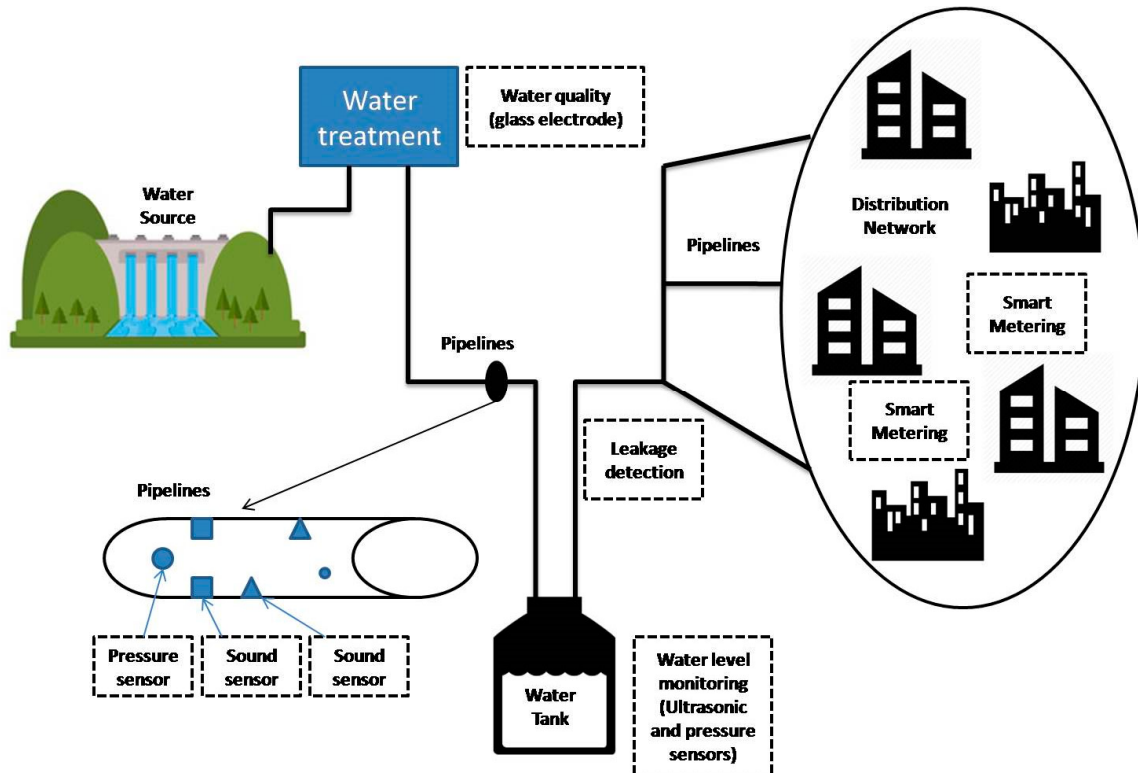 Water
treatment
Water quality
(glass electrode)
Water
Source
Distribution
Network
Pipelines
Smart
Metering
Pipelines
Smart
Metering
Leakage
detection
Pipelines
Pressure
sensor
Sound
sensor
Sound
sensor
Water
Tank
Water level
monitoring
(Ultrasonic
and pressure
sensors)